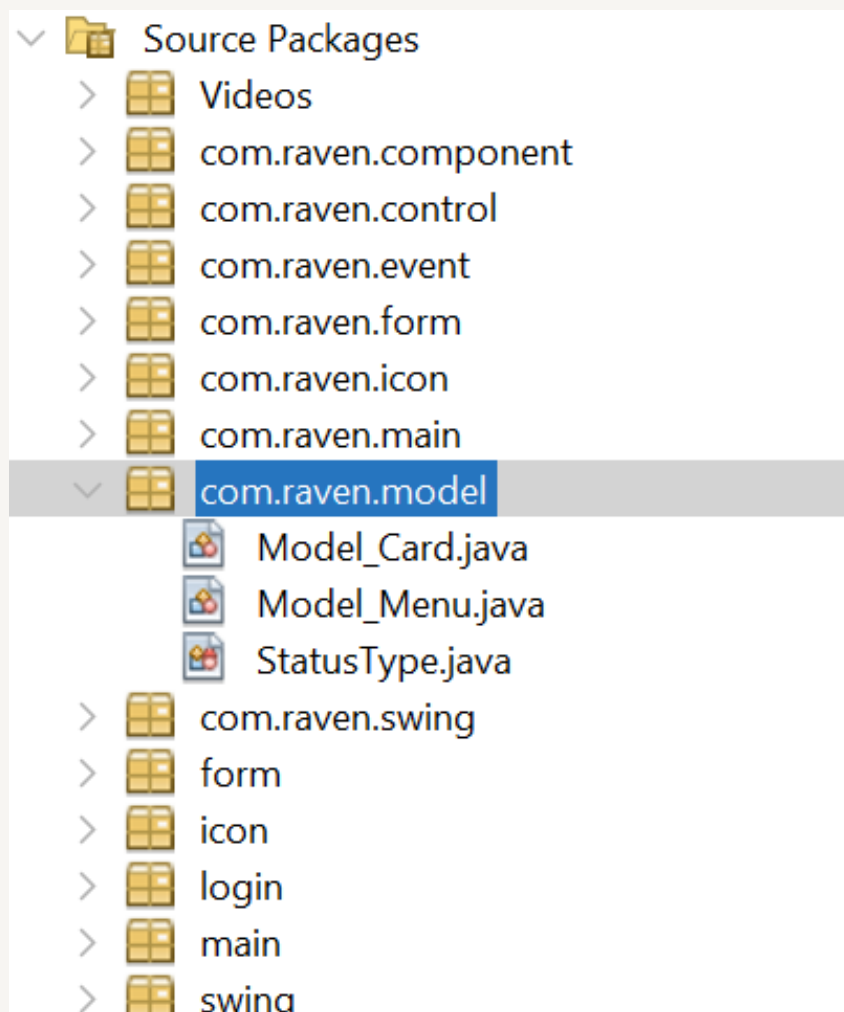 Source Packages
Videos
com.raven.component
com.raven.control
com.raven.event
com.raven.form
com.raven.icon
com.raven.main
com.raven.model
Model_Card.java
Model_Menu.java
StatusType.java
com.raven.swing
form
icon
login
main
swing